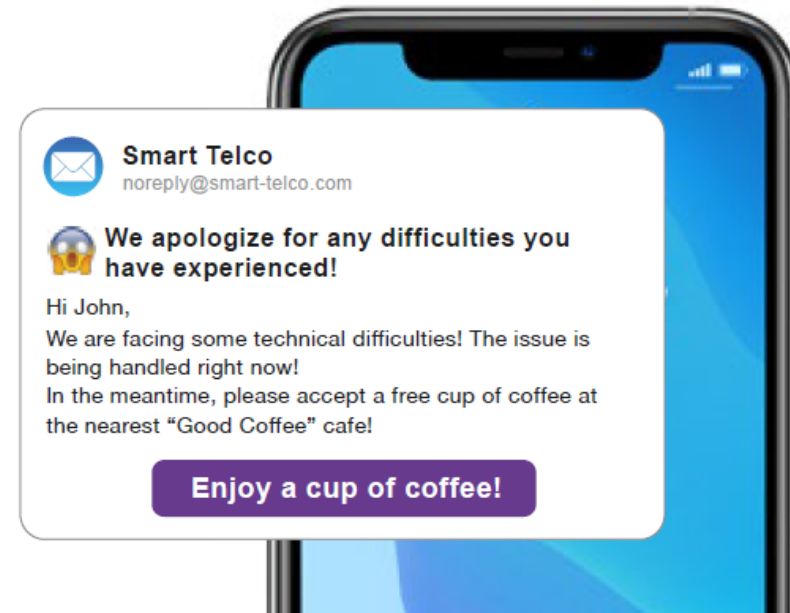 Smart Telco
noreply@smart-telco.com
We apologize for any difficulties you
have experienced!
Hi John,
We are facing some technical difficulties! The issue is
being handled right now!
In the meantime, please accept a free cup of coffee at
the nearest “Good Coffee” cafe!
Enjoy a cup of coffee!